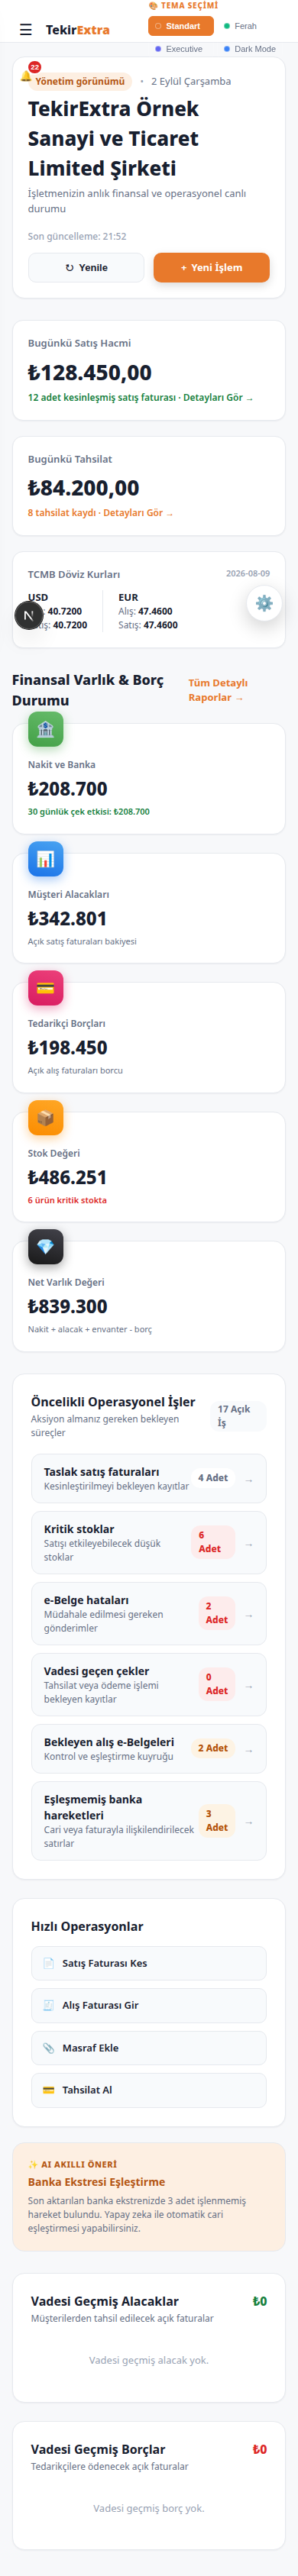 🎨 TEMA SEÇİMİ
☰ TekirExtra
Standart
Ferah
Executive
Dark Mode
22
Yönetim görünümü • 2 Eylül Çarşamba
TekirExtra Örnek
Sanayi ve Ticaret
Limited Şirketi
İşletmenizin anlık finansal ve operasyonel canlı
durumu
Son güncelleme: 21:52
↻ Yenile
+ Yeni İşlem
Bugünkü Satış Hacmi
₺128.450,00
12 adet kesinleşmiş satış faturası · Detayları Gör →
Bugünkü Tahsilat
₺84.200,00
8 tahsilat kaydı · Detayları Gör →
TCMB Döviz Kurları
2026-08-09
USD
40.7200
40.7200
N
EUR
Alış: 47.4600
Satış: 47.4600
Finansal Varlık & Borç
Durumu
Tüm Detaylı
Raporlar →
Nakit ve Banka
₺208.700
30 günlük çek etkisi: ₺208.700
Müşteri Alacakları
₺342.801
Açık satış faturaları bakiyesi
Tedarikçi Borçları
₺198.450
Açık alış faturaları borcu
Stok Değeri
₺486.251
6 ürün kritik stokta
Net Varlık Değeri
₺839.300
Nakit + alacak + envanter - borç
Öncelikli Operasyonel İşler
Aksiyon almanız gereken bekleyen
süreçler
17 Açık
İş
Taslak satış faturaları
Kesinleştirilmeyi bekleyen kayıtlar
4 Adet →
Kritik stoklar
Satışı etkileyebilecek düşük
stoklar
6
Adet →
e-Belge hataları
Müdahale edilmesi gereken
gönderimler
2
Adet →
Vadesi geçen çekler
Tahsilat veya ödeme işlemi
bekleyen kayıtlar
0
Adet →
Bekleyen alış e-Belgeleri
Kontrol ve eşleştirme kuyruğu
2 Adet →
Eşleşmemiş banka
hareketleri
Cari veya faturayla ilişkilendirilecek
satırlar
3
Adet →
Hızlı Operasyonlar
Satış Faturası Kes
Alış Faturası Gir
Masraf Ekle
Tahsilat Al
✨ AI AKILLI ÖNERİ
Banka Ekstresi Eşleştirme
Son aktarılan banka ekstrenizde 3 adet işlenmemiş
hareket bulundu. Yapay zeka ile otomatik cari
eşleştirmesi yapabilirsiniz.
Vadesi Geçmiş Alacaklar
₺0
Müşterilerden tahsil edilecek açık faturalar
Vadesi geçmiş alacak yok.
Vadesi Geçmiş Borçlar
₺0
Tedarikçilere ödenecek açık faturalar
Vadesi geçmiş borç yok.